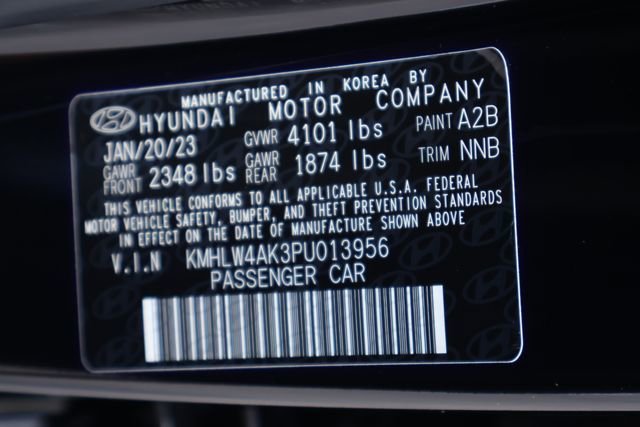 MANUFACTURED IN KOREA BY
HYUNDAI MOTOR COMPANY
JAN/20/23 GVWR 4101 lbs PAINT A2B
GAWR FRONT 2348 lbs GAWR REAR 1874 lbs TRIM NNB
THIS VEHICLE CONFORMS TO ALL APPLICABLE U.S.A. FEDERAL
MOTOR VEHICLE SAFETY, BUMPER, AND THEFT PREVENTION STANDARDS
IN EFFECT ON THE DATE OF MANUFACTURE SHOWN ABOVE
V.I.N KMHLW4AK3PU013956
PASSENGER CAR